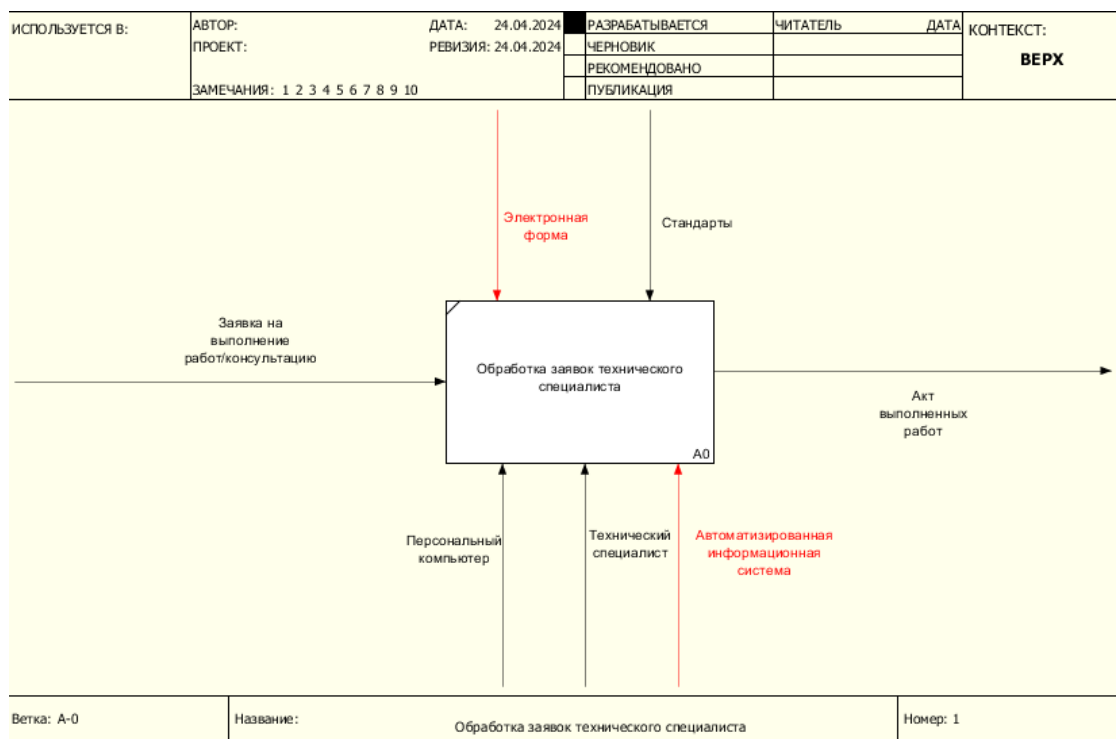 ИСПОЛЬЗУЕТСЯ В:
АВТОР:
ДАТА: 24.04.2024
РАЗРАБАТЫВАЕТСЯ
ЧИТАТЕЛЬ
ДАТА
КОНТЕКСТ:
ПРОЕКТ:
РЕВИЗИЯ: 24.04.2024
ЧЕРНОВИК
ВЕРХ
РЕКОМЕНДОВАНО
ЗАМЕЧАНИЯ: 1 2 3 4 5 6 7 8 9 10
ПУБЛИКАЦИЯ
Электронная
форма
Стандарты
Заявка на
выполнение
работ/консультацию
Обработка заявок технического
специалиста
A0
Акт
выполненных
работ
Персональный
компьютер
Технический
специалист
Автоматизированная
информационная
система
Ветка: A-0
Название:
Обработка заявок технического специалиста
Номер: 1